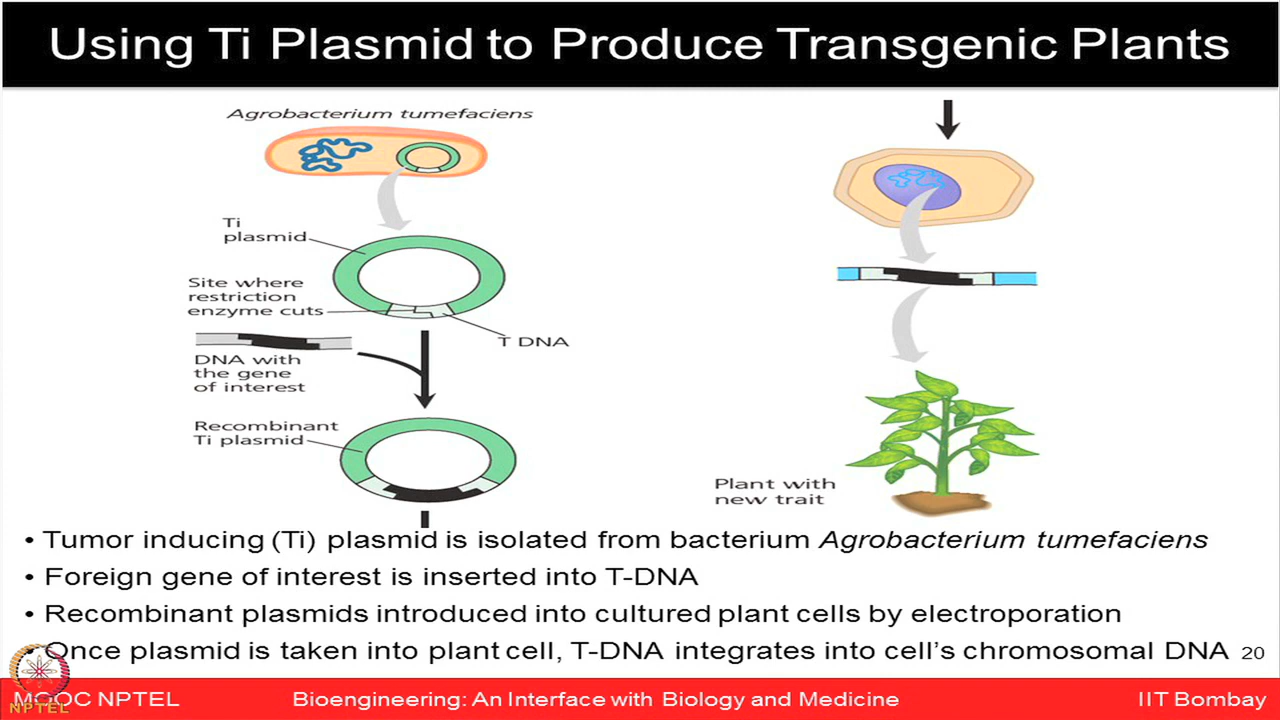 Using Ti Plasmid to Produce Transgenic Plants
Agrobacterium tumefaciens
Ti
plasmid
Site where
restriction
enzyme cuts
T DNA
DNA with
the gene
of interest
Recombinant
Ti plasmid
Plant with
new trait
• Tumor inducing (Ti) plasmid is isolated from bacterium Agrobacterium tumefaciens
• Foreign gene of interest is inserted into T-DNA
• Recombinant plasmids introduced into cultured plant cells by electroporation
• Once plasmid is taken into plant cell, T-DNA integrates into cell's chromosomal DNA 20
MOOC NPTEL Bioengineering: An Interface with Biology and Medicine IIT Bombay
NPTEL